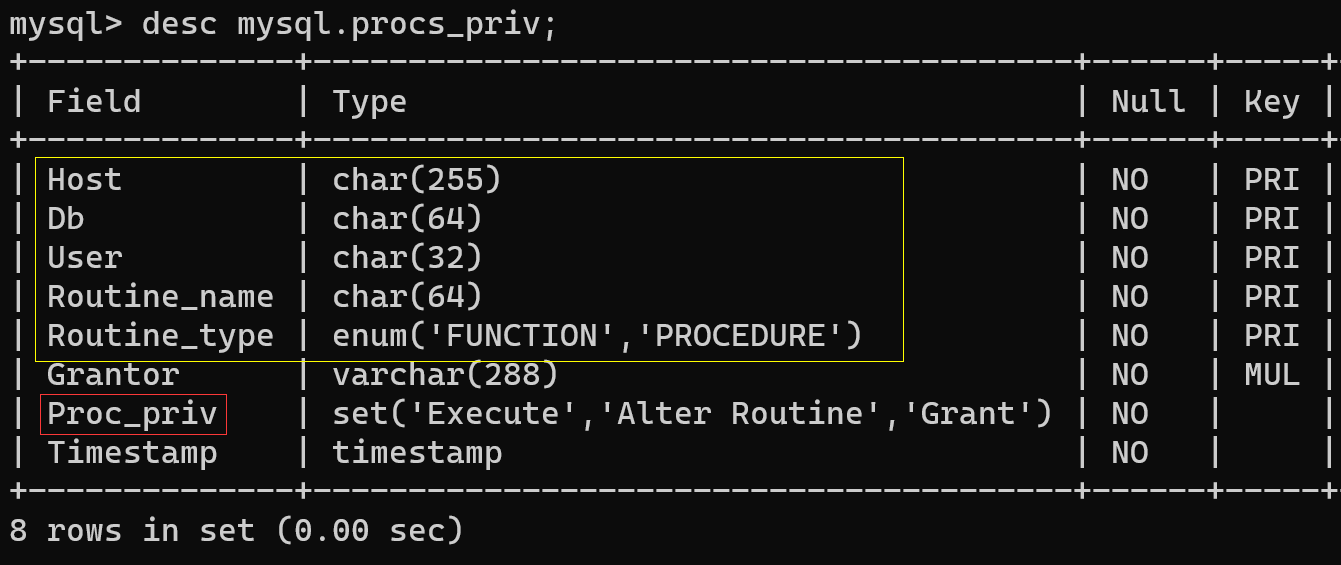 mysql> desc mysql.procs_priv;
+--------------+----------------------------------------+------+-----+
| Field        | Type                                   | Null | Key |
+--------------+----------------------------------------+------+-----+
| Host         | char(255)                              | NO   | PRI |
| Db           | char(64)                               | NO   | PRI |
| User         | char(32)                               | NO   | PRI |
| Routine_name | char(64)                               | NO   | PRI |
| Routine_type | enum('FUNCTION','PROCEDURE')           | NO   | PRI |
| Grantor      | varchar(288)                           | NO   | MUL |
| Proc_priv    | set('Execute','Alter Routine','Grant') | NO   |     |
| Timestamp    | timestamp                              | NO   |     |
+--------------+----------------------------------------+------+-----+
8 rows in set (0.00 sec)